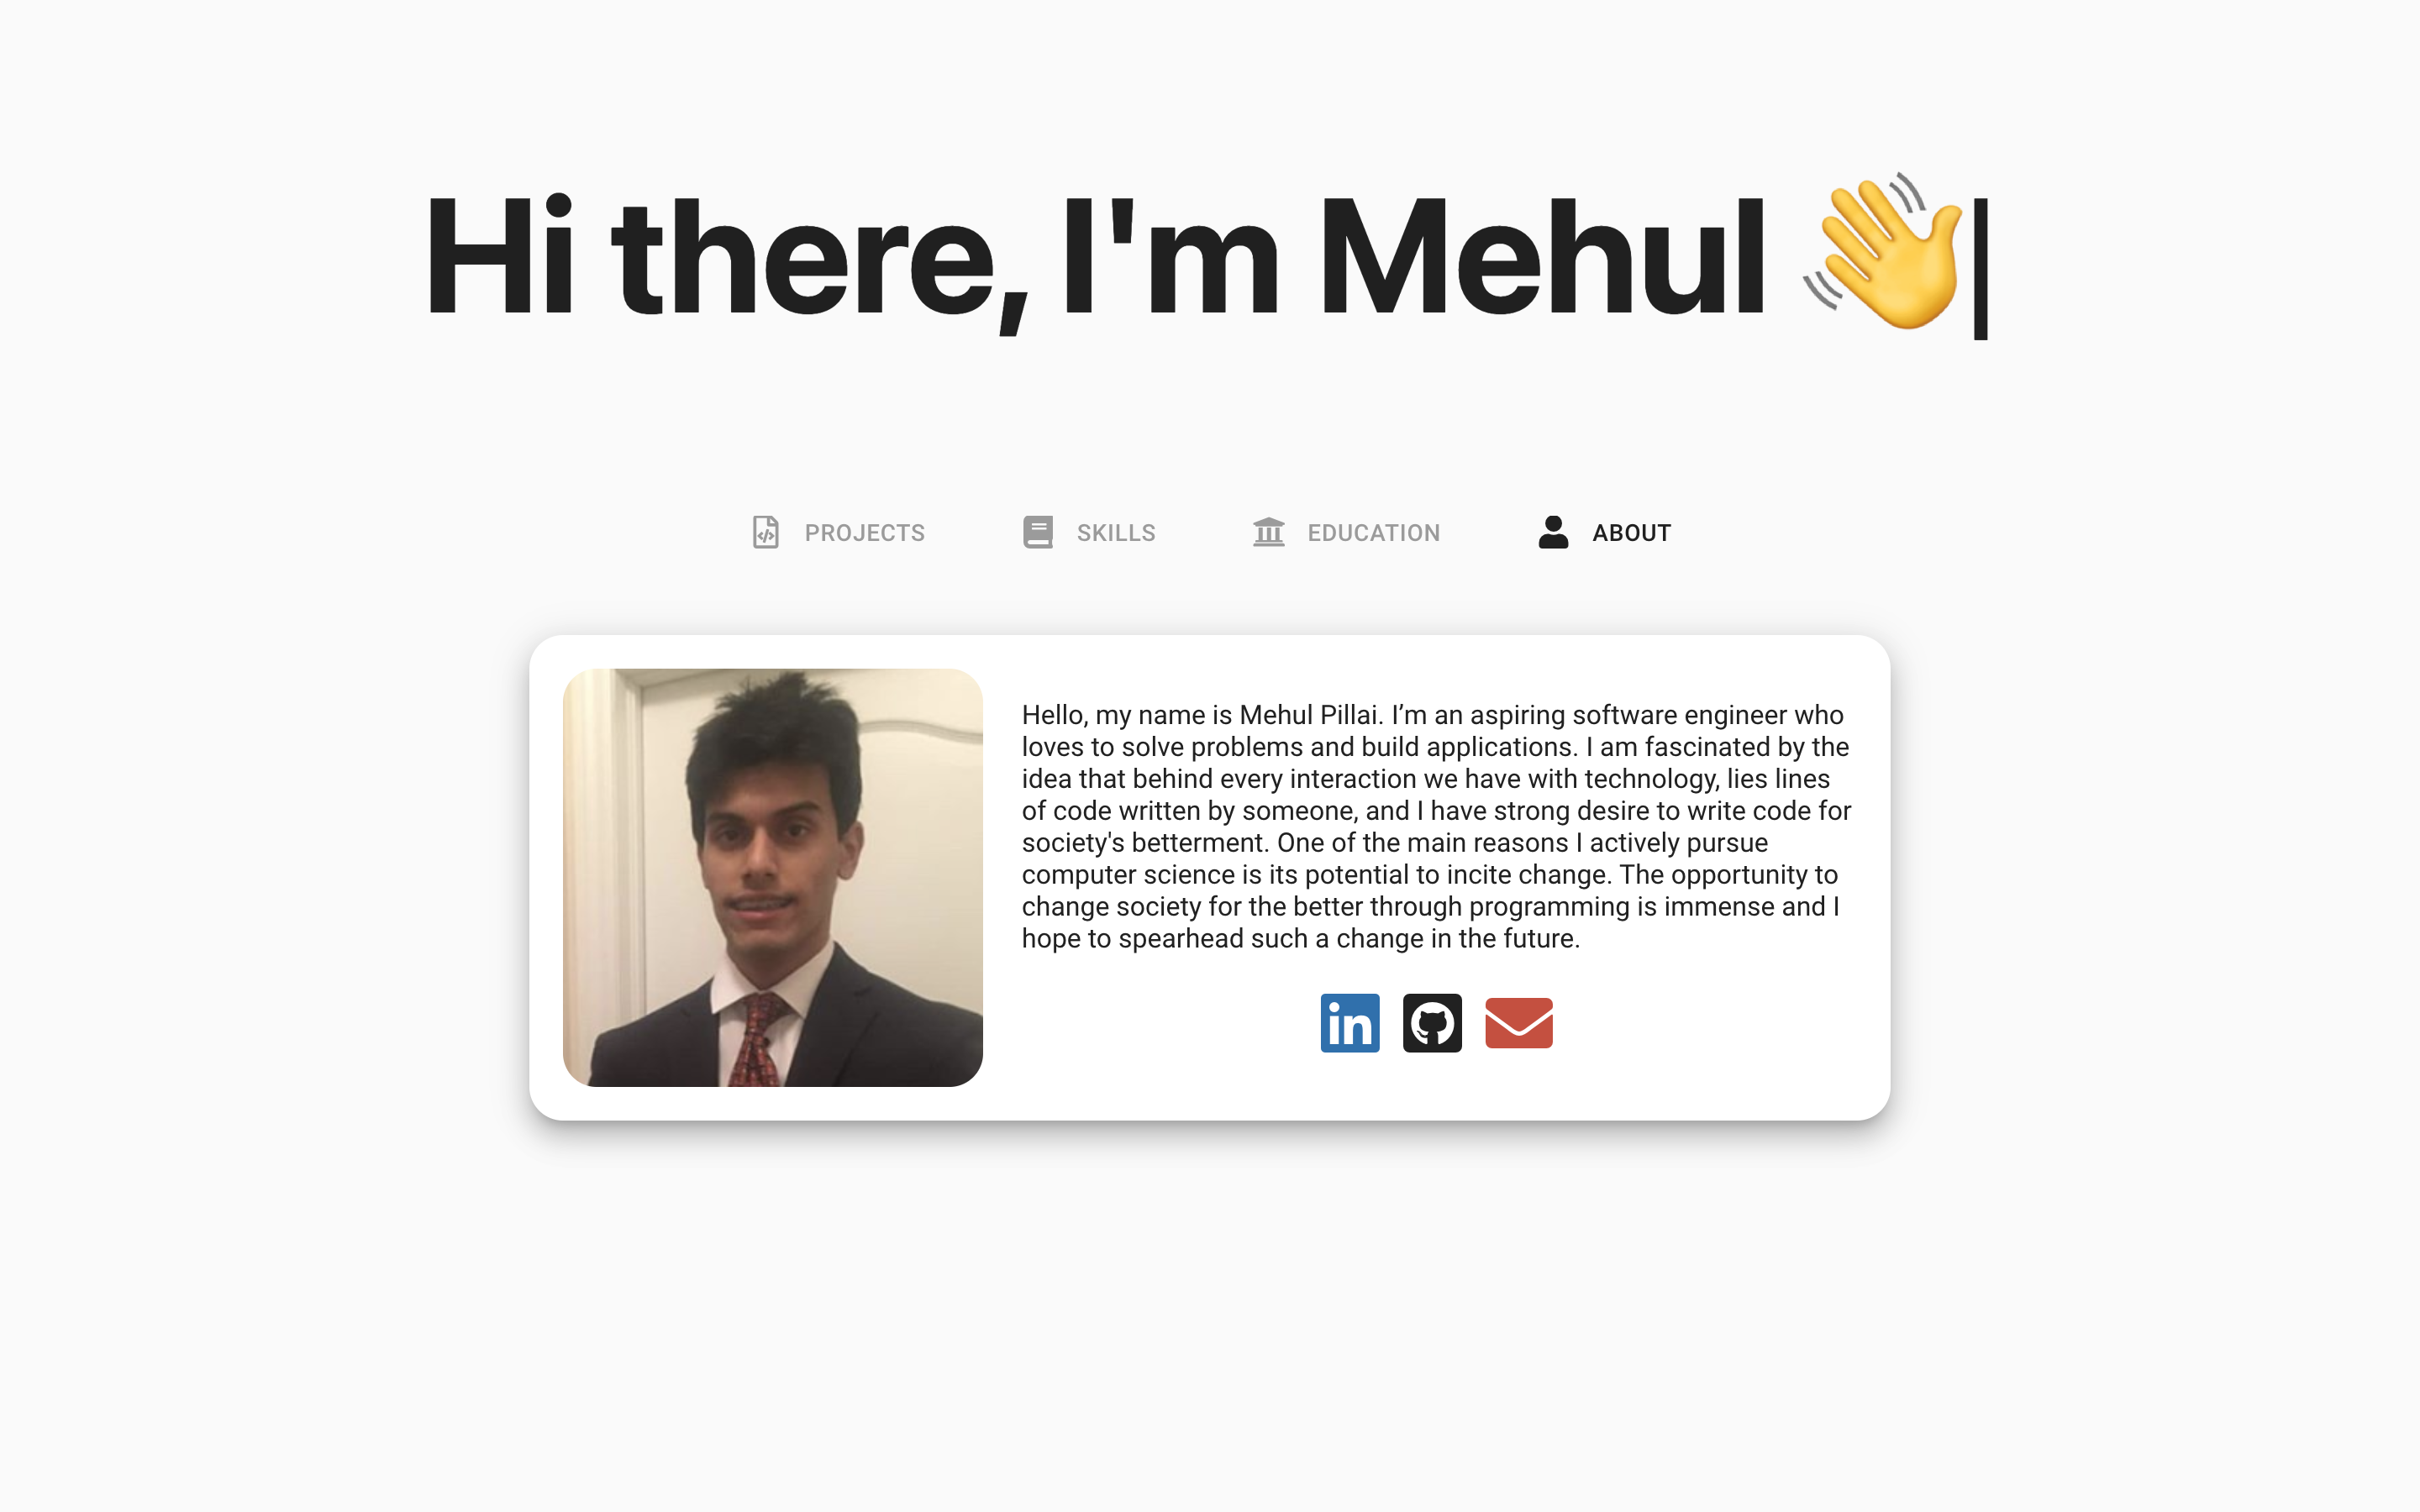 Hi there, I'm Mehul 👋|
PROJECTS SKILLS EDUCATION ABOUT
Hello, my name is Mehul Pillai. I’m an aspiring software engineer who
loves to solve problems and build applications. I am fascinated by the
idea that behind every interaction we have with technology, lies lines
of code written by someone, and I have strong desire to write code for
society's betterment. One of the main reasons I actively pursue
computer science is its potential to incite change. The opportunity to
change society for the better through programming is immense and I
hope to spearhead such a change in the future.
in